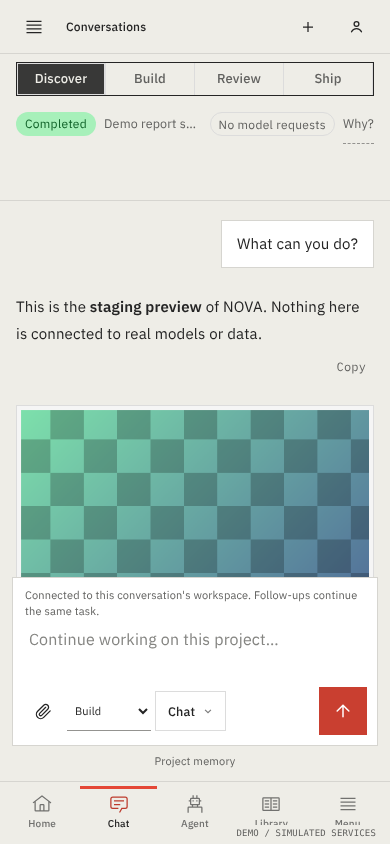 Conversations
Discover Build Review Ship
Completed Demo report s... No model requests Why?
What can you do?
This is the staging preview of NOVA. Nothing here
is connected to real models or data.
Copy
Connected to this conversation's workspace. Follow-ups continue
the same task.
Continue working on this project...
Build Chat
Project memory
Home Chat Agent Library Menu
DEMO / SIMULATED SERVICES